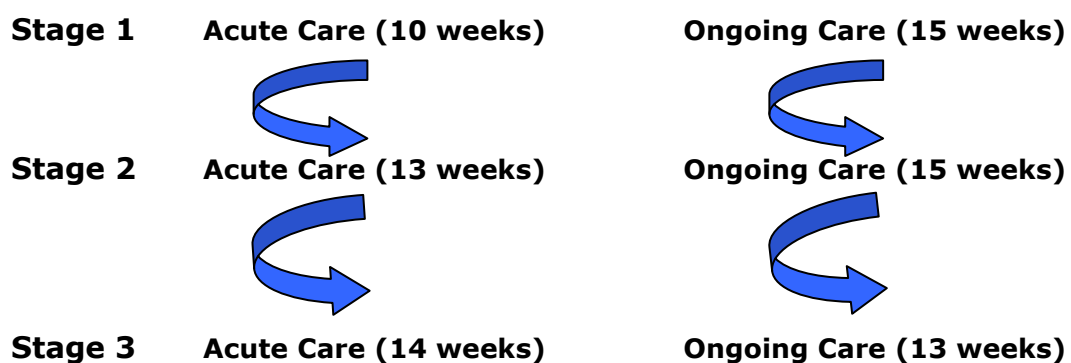 Stage 1 Acute Care (10 weeks) Ongoing Care (15 weeks)
Stage 2 Acute Care (13 weeks) Ongoing Care (15 weeks)
Stage 3 Acute Care (14 weeks) Ongoing Care (13 weeks)